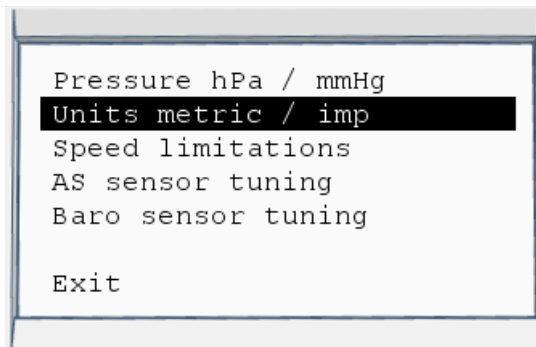 Pressure hPa / mmHg
Units metric / imp
Speed limitations
AS sensor tuning
Baro sensor tuning
Exit